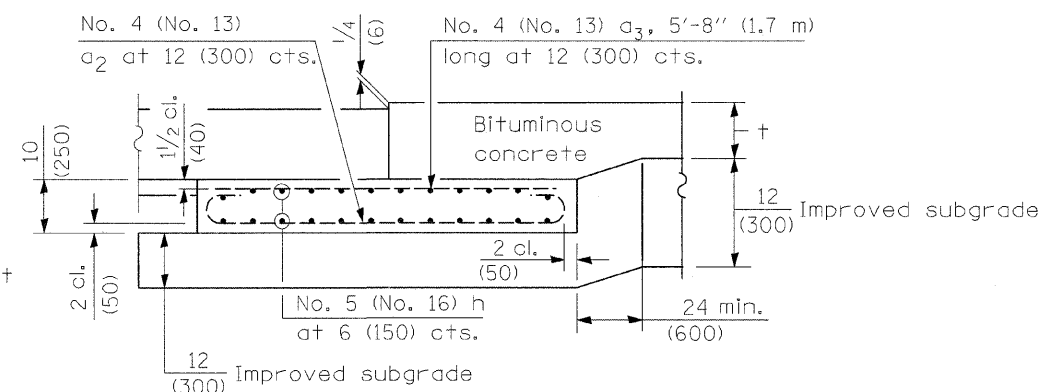 No. 4 (No. 13)
a2 at 12 (300) cts.
1/4
(6)
No. 4 (No. 13) a3, 5'-8" (1.7 m)
long at 12 (300) cts.
Bituminous
concrete
†
10
(250)
1 1/2 cl.
(40)
12
(300)
Improved subgrade
2 cl.
(50)
†
2 cl.
(50)
No. 5 (No. 16) h
at 6 (150) cts.
24 min.
(600)
12
(300)
Improved subgrade